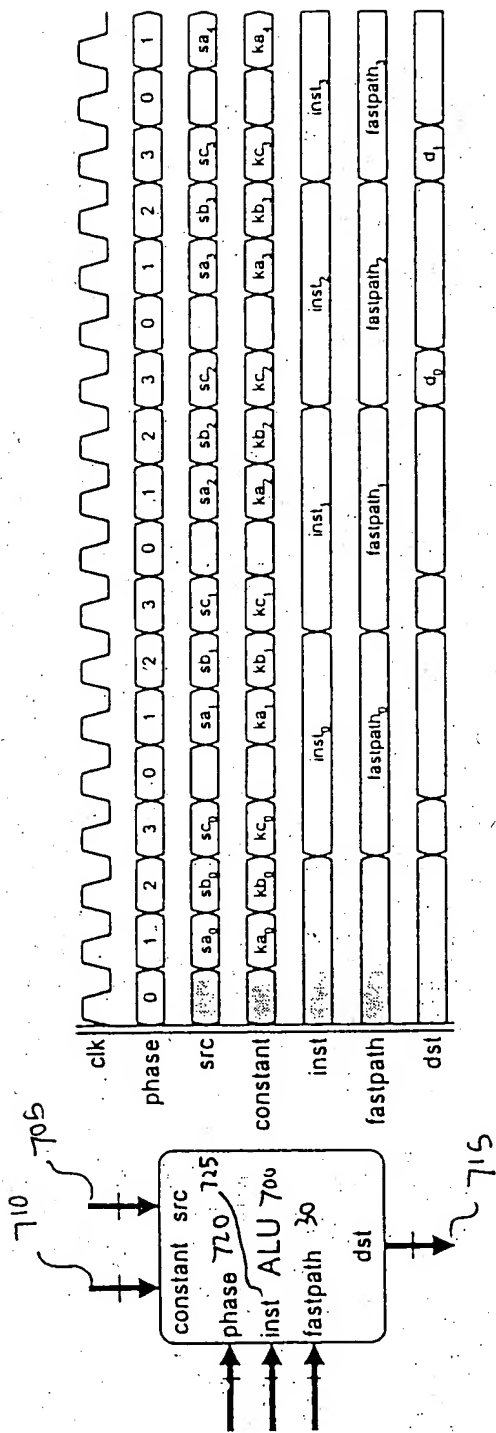 710
705
constant src
phase 720 725
inst ALU 700
fastpath 30
dst
715
clk
phase 0 1 2 3 0 1 2 3 0 1 2 3 0 1 2 3 0 1
src sa₀ sb₀ sc₀ sa₁ sb₁ sc₁ sa₂ sb₂ sc₂ sa₃ sb₃ sc₃ sa₄
constant ka₀ kb₀ kc₀ ka₁ kb₁ kc₁ ka₂ kb₂ kc₂ ka₃ kb₃ kc₃ ka₄
inst inst₀ inst₁ inst₂ inst₃
fastpath fastpath₀ fastpath₁ fastpath₂ fastpath₃
dst d₀ d₁